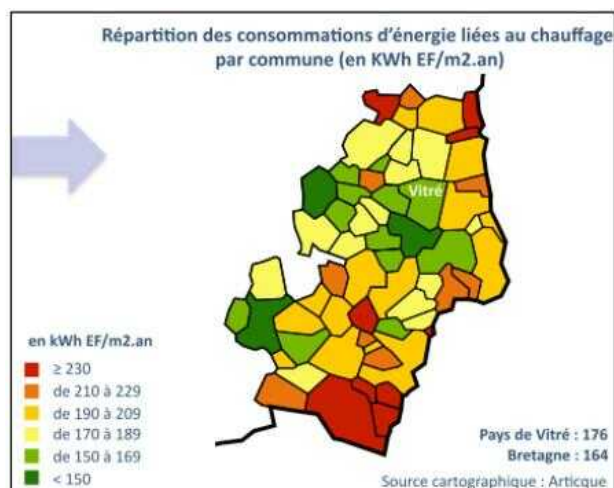 Répartition des consommations d'énergie liées au chauffage
par commune (en KWh EF/m2.an)
Vitré
en kWh EF/m2.an
≥ 230
de 210 à 229
de 190 à 209
de 170 à 189
de 150 à 169
< 150
Pays de Vitré : 176
Bretagne : 164
Source cartographique : Articque